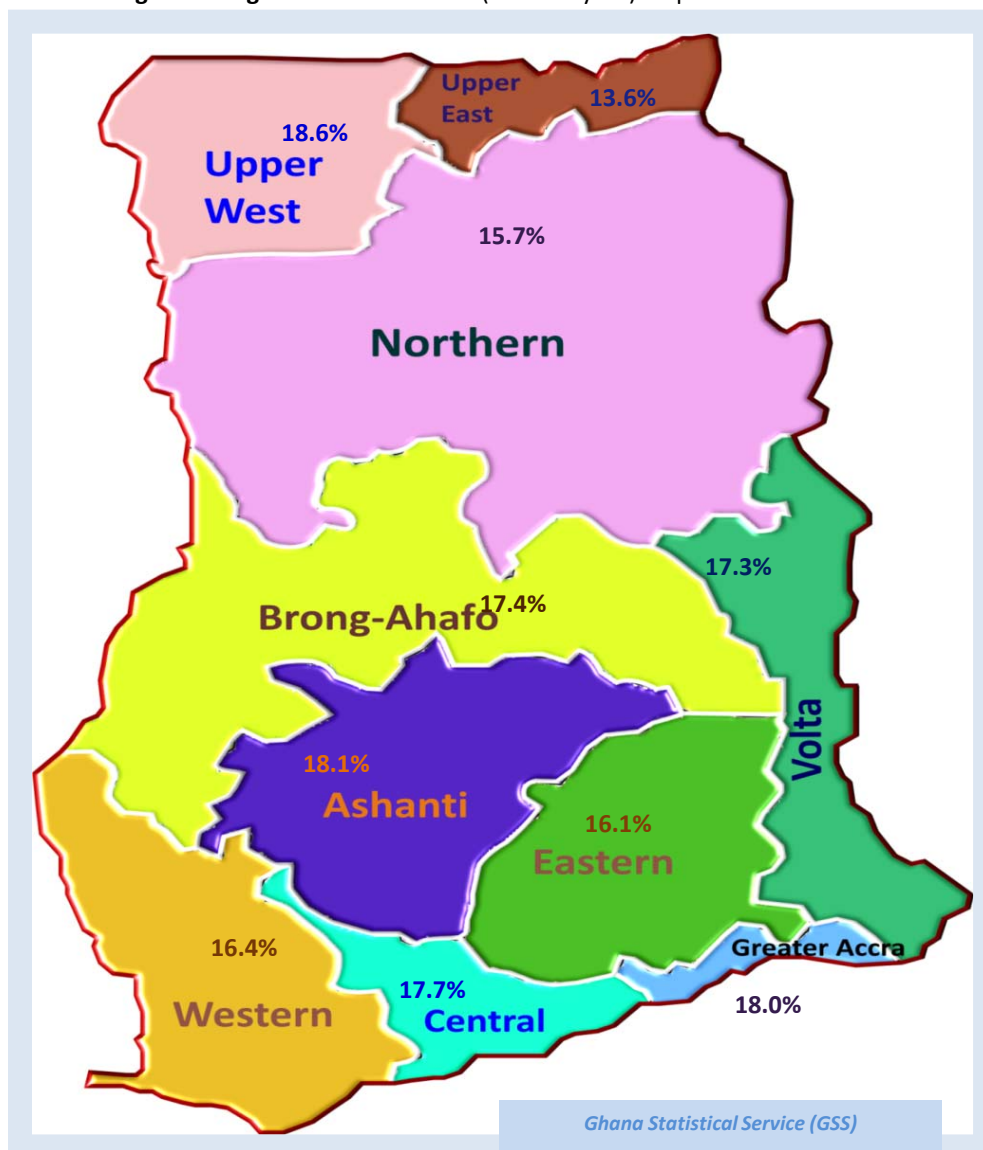 Upper
East
13.6%
18.6%
Upper
West
15.7%
Northern
17.3%
17.4%
Brong-Ahafo
Volta
18.1%
Ashanti
16.1%
Eastern
16.4%
Greater Accra
17.7%
18.0%
Western
Central
Ghana Statistical Service (GSS)